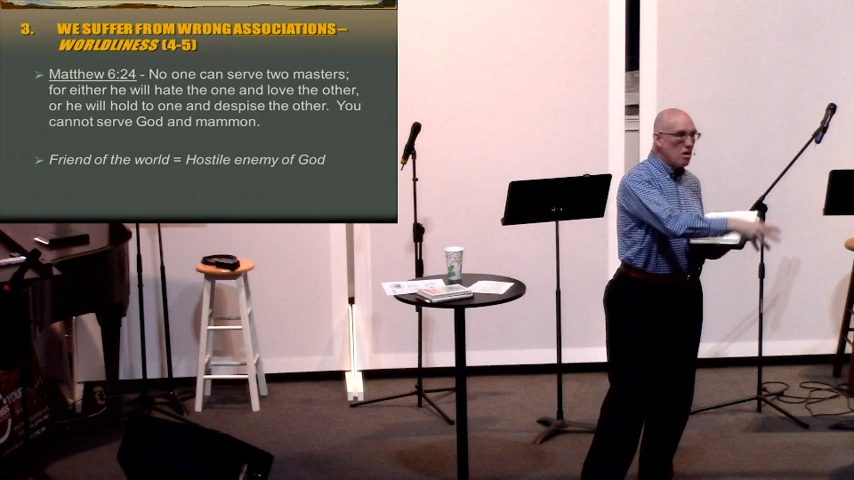 3. WE SUFFER FROM WRONG ASSOCIATIONS –
WORLDLINESS (4-5)
➢ Matthew 6:24 - No one can serve two masters;
for either he will hate the one and love the other,
or he will hold to one and despise the other.  You
cannot serve God and mammon.
➢ Friend of the world = Hostile enemy of God